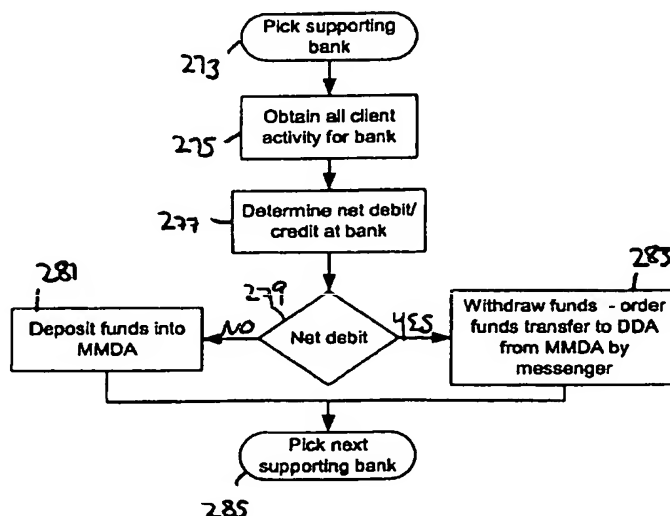 Pick supporting
bank
273
Obtain all client
activity for bank
275
Determine net debit/
credit at bank
277
281
279
283
Deposit funds into
MMDA
NO
Net debit
YES
Withdraw funds - order
funds transfer to DDA
from MMDA by
messenger
Pick next
supporting bank
285